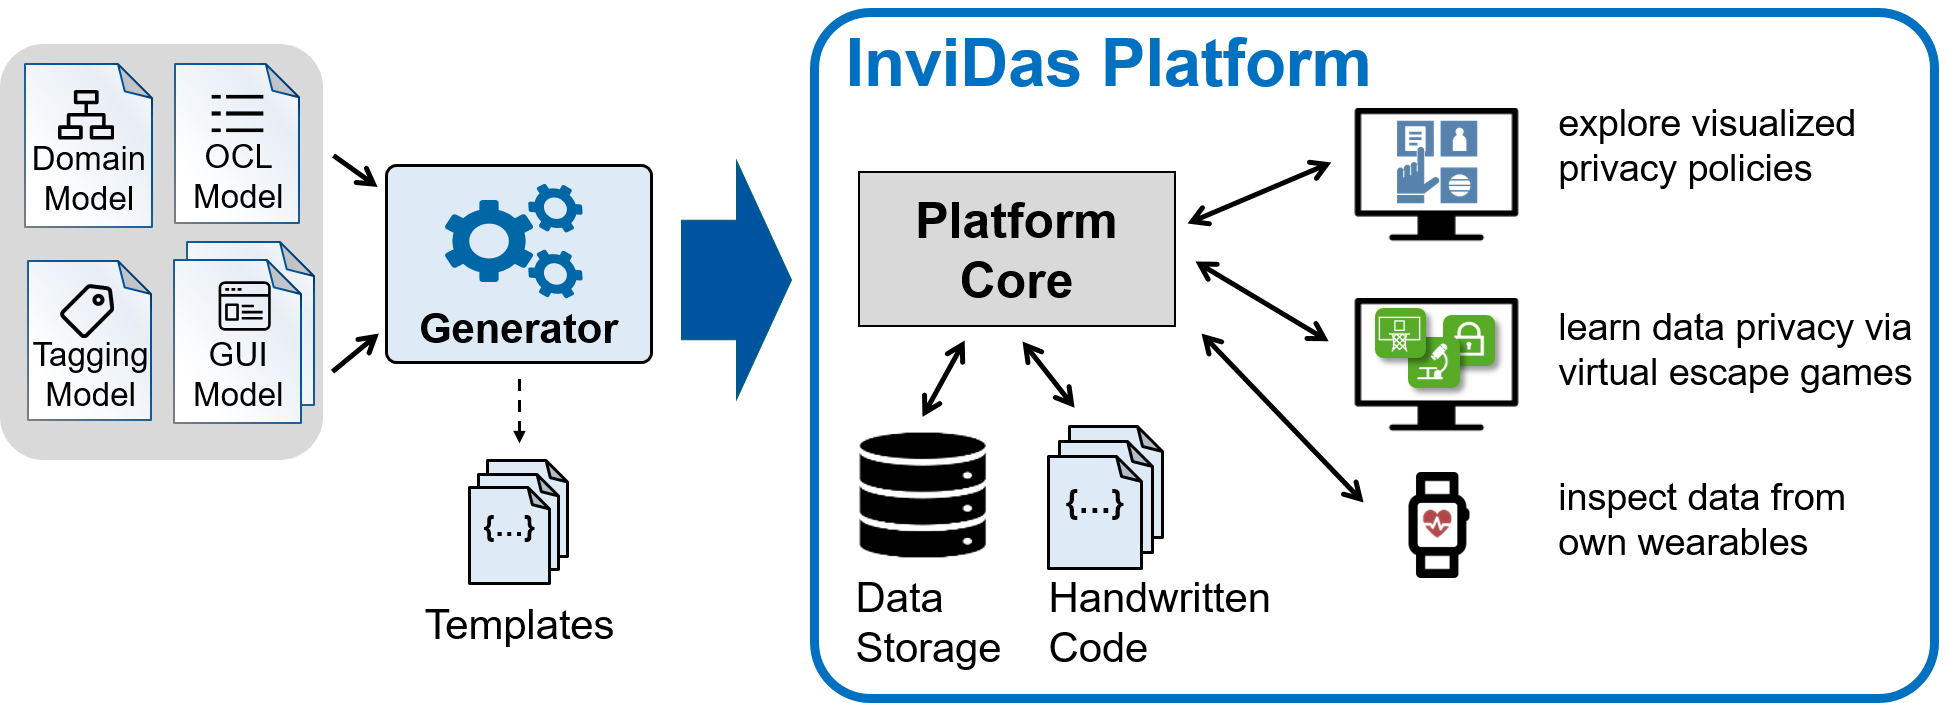 InviDas Platform
Domain
Model
OCL
Model
Tagging
Model
GUI
Model
Generator
{...}
Templates
Platform
Core
Data
Storage
{...}
Handwritten
Code
explore visualized
privacy policies
learn data privacy via
virtual escape games
inspect data from
own wearables